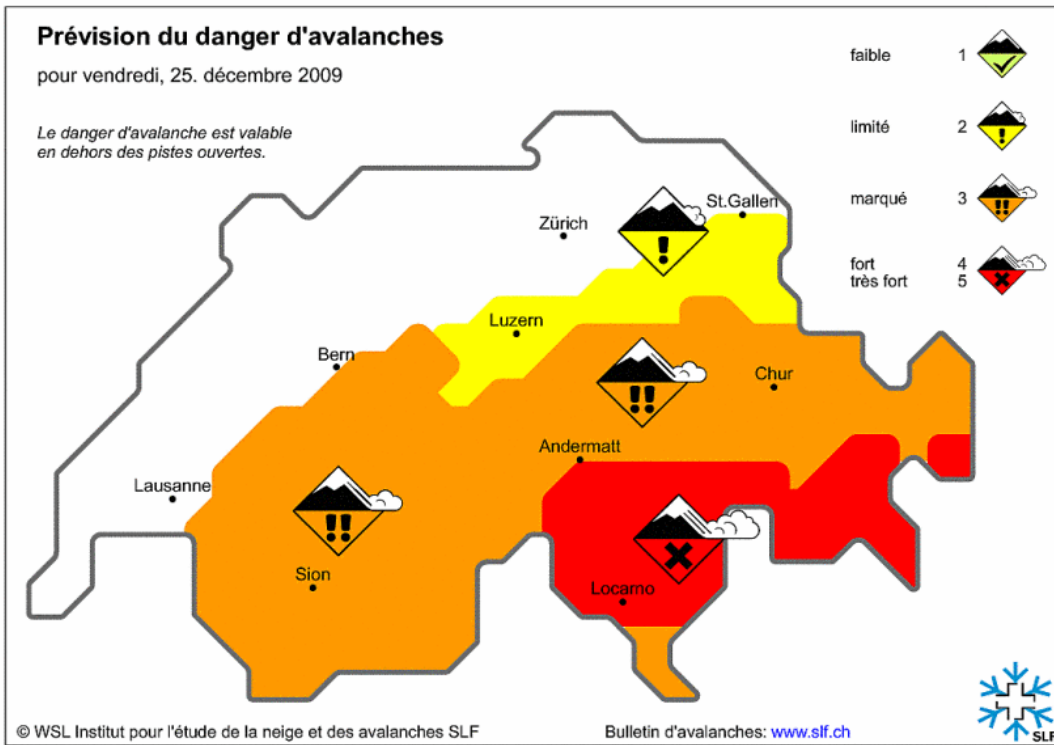 Prévision du danger d'avalanches
pour vendredi, 25. décembre 2009
Le danger d'avalanche est valable
en dehors des pistes ouvertes.
faible 1
limité 2
marqué 3
fort 4
très fort 5
St.Gallen
Zürich
Luzern
Bern
Chur
Andermatt
Lausanne
Sion
Locarno
© WSL Institut pour l'étude de la neige et des avalanches SLF
Bulletin d'avalanches: www.slf.ch
SLF